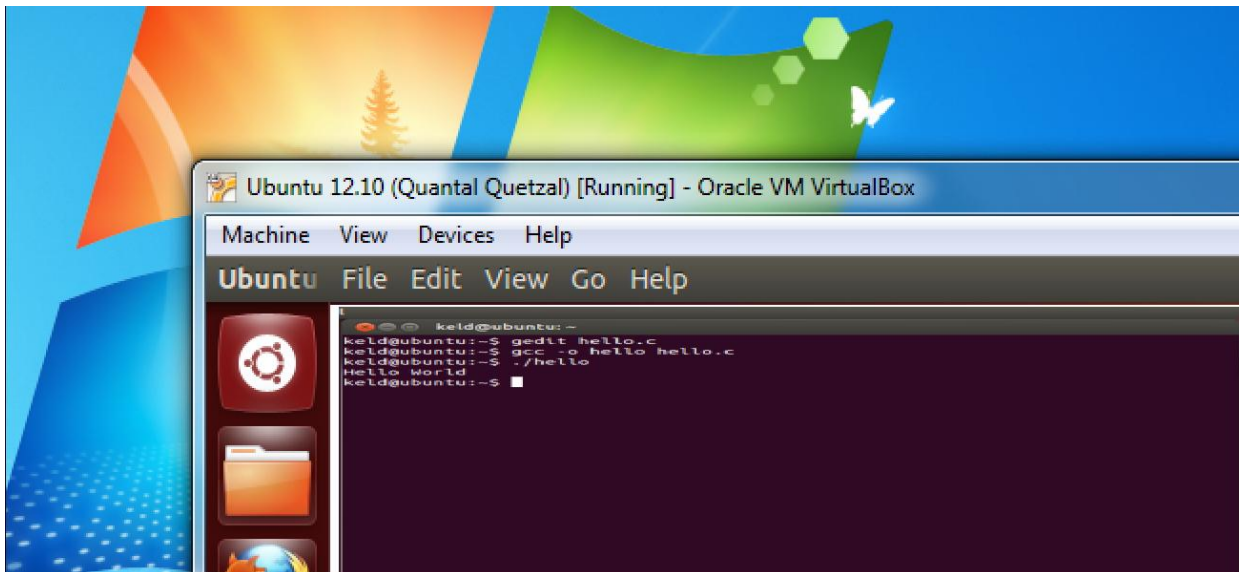 Ubuntu 12.10 (Quantal Quetzal) [Running] - Oracle VM VirtualBox
Machine View Devices Help
Ubuntu File Edit View Go Help
keld@ubuntu: ~
keld@ubuntu:~$ gedit hello.c
keld@ubuntu:~$ gcc -o hello hello.c
keld@ubuntu:~$ ./hello
Hello World
keld@ubuntu:~$